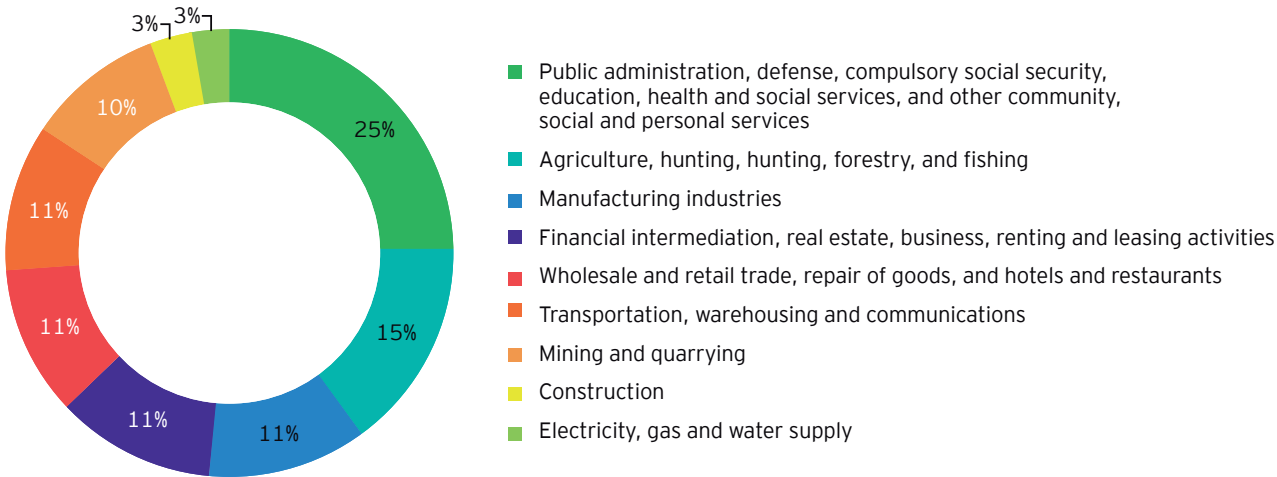 3%
3%
10%
25%
11%
11%
15%
11%
11%
Public administration, defense, compulsory social security,
education, health and social services, and other community,
social and personal services
Agriculture, hunting, hunting, forestry, and fishing
Manufacturing industries
Financial intermediation, real estate, business, renting and leasing activities
Wholesale and retail trade, repair of goods, and hotels and restaurants
Transportation, warehousing and communications
Mining and quarrying
Construction
Electricity, gas and water supply